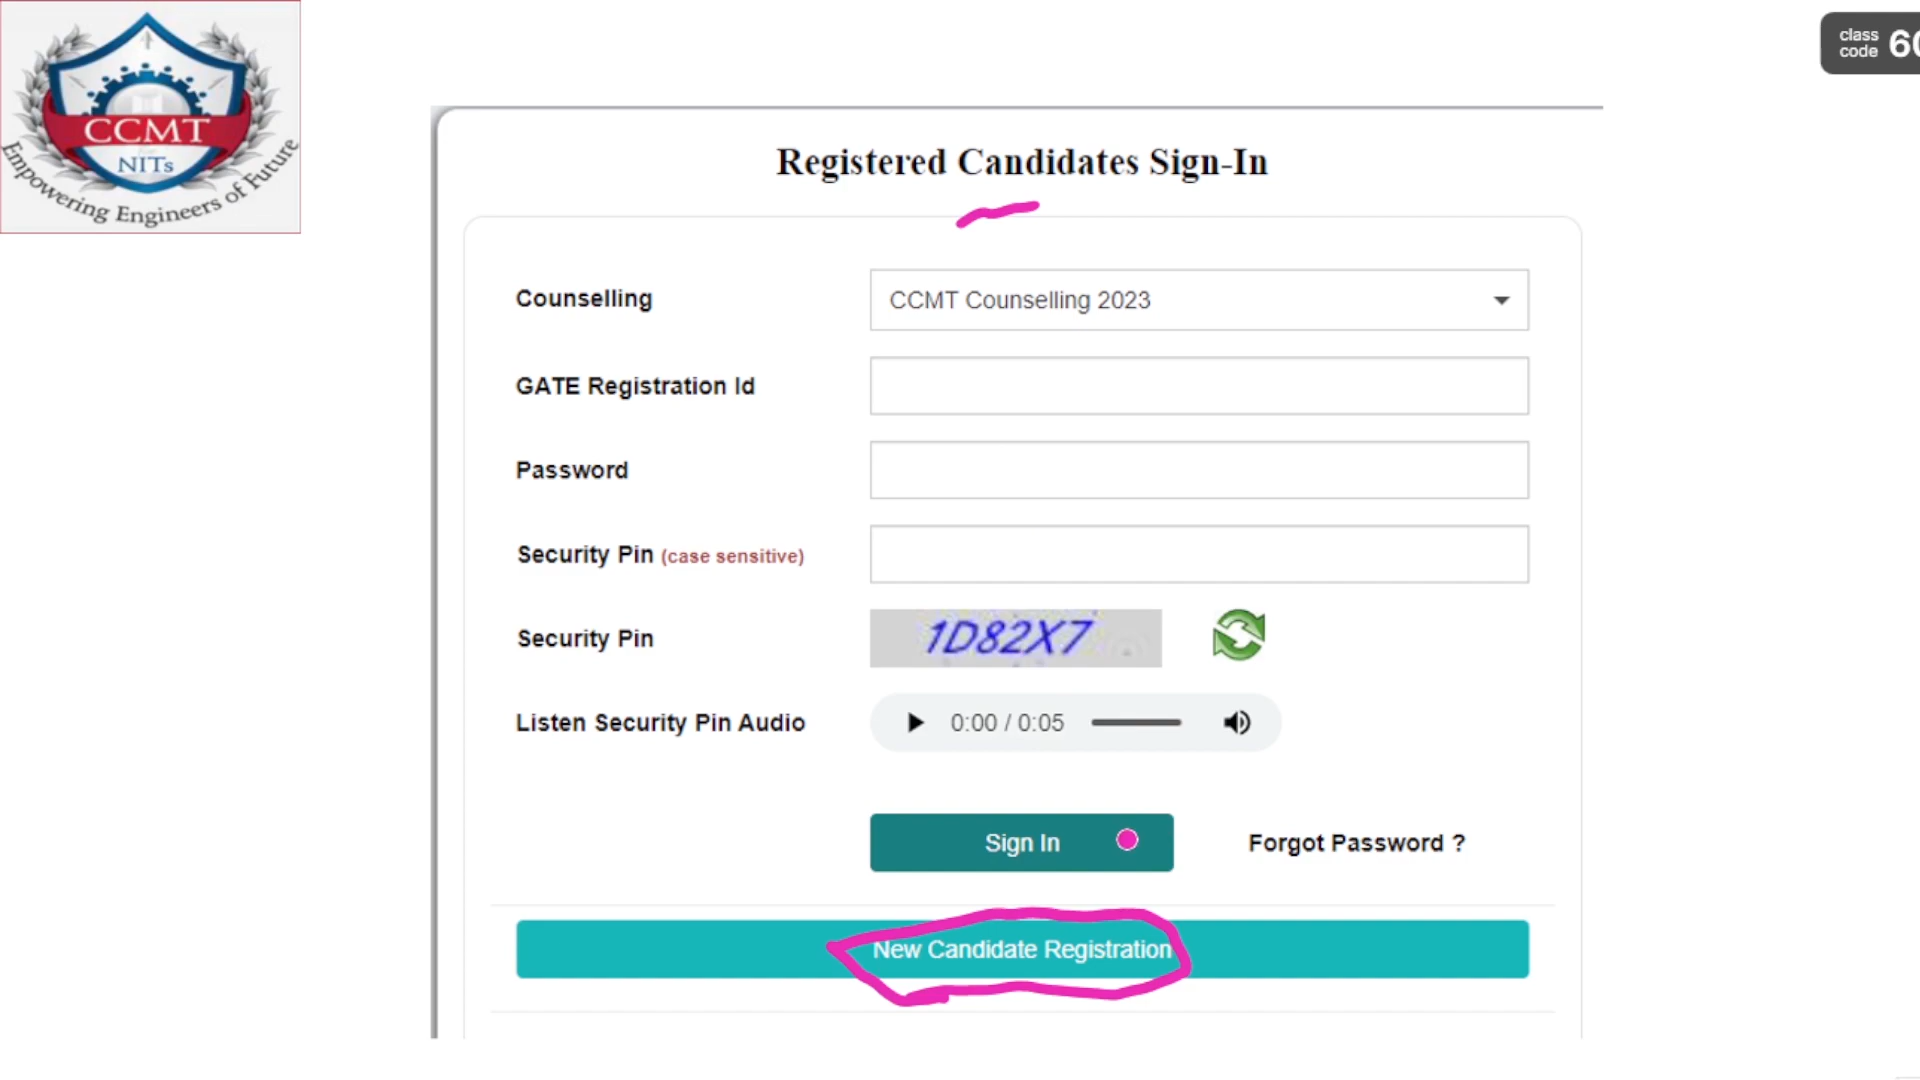 CCMT
NITs
Empowering Engineers of Future
class
code
Registered Candidates Sign-In
Counselling
CCMT Counselling 2023
GATE Registration Id
Password
Security Pin (case sensitive)
Security Pin
1D82X7
Listen Security Pin Audio
0:00 / 0:05
Sign In
Forgot Password ?
New Candidate Registration